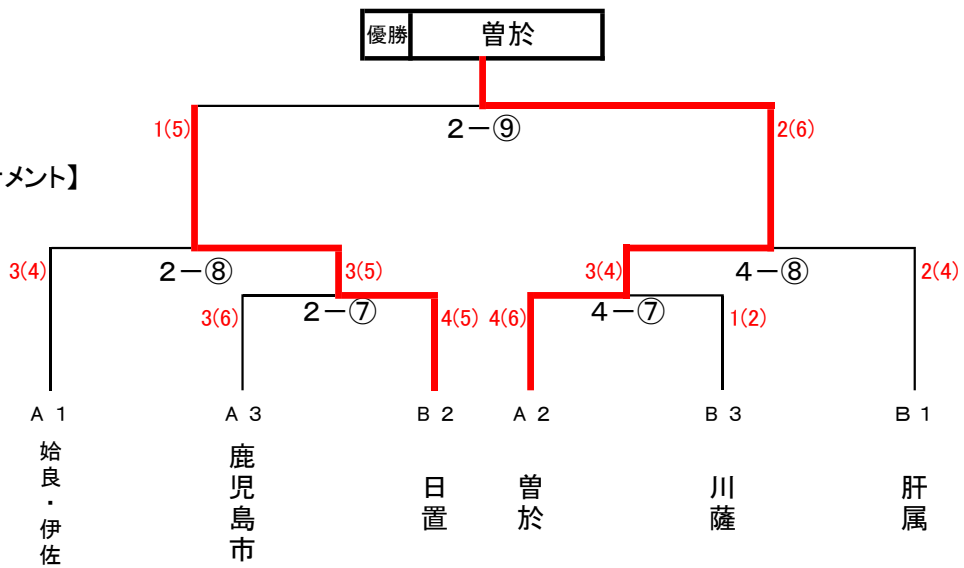 優勝 曽於
1(5) 2－⑨ 2(6)
メント】
3(4) 2－⑧ 3(5) 3(4) 4－⑧ 2(4)
3(6) 2－⑦ 4(5) 4(6) 4－⑦ 1(2)
A 1 A 3 B 2 A 2 B 3 B 1
姶良・伊佐
鹿児島市
日置
曽於
川薩
肝属